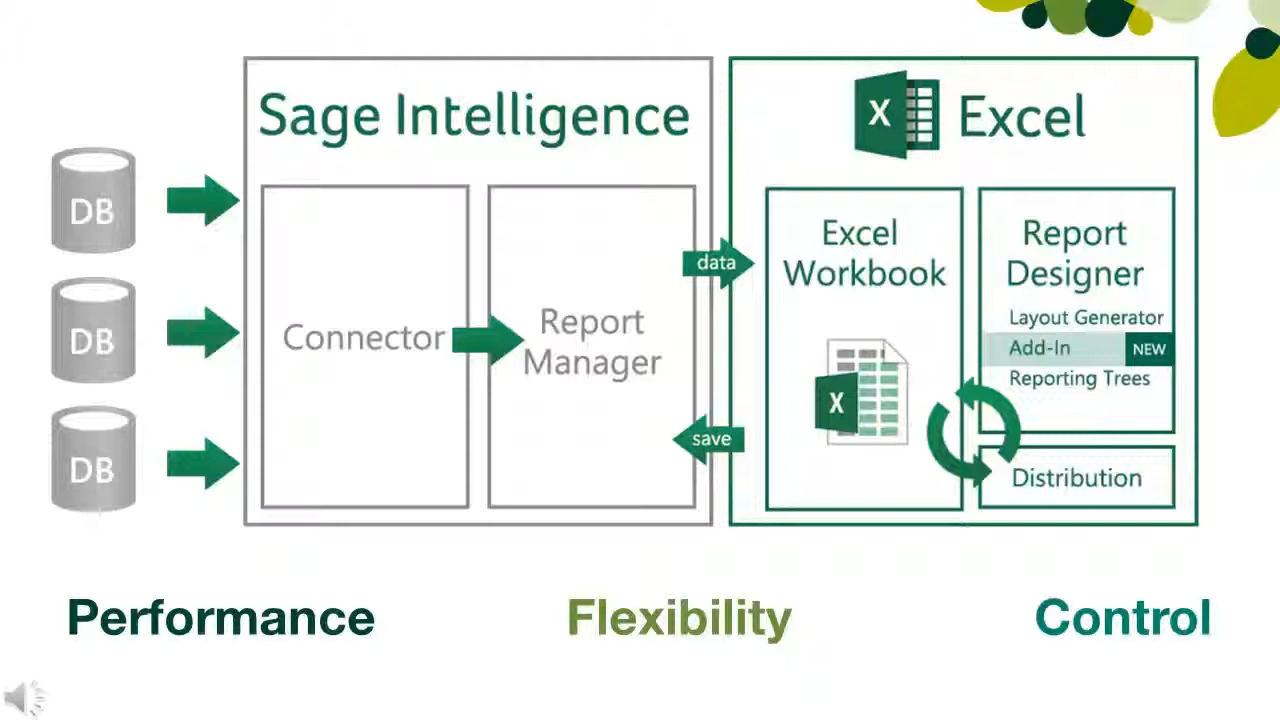 Sage Intelligence
DB
DB
DB
Connector
Report
Manager
data
save
X Excel
Excel
Workbook
X
Report
Designer
Layout Generator
Add-In NEW
Reporting Trees
Distribution
Performance
Flexibility
Control